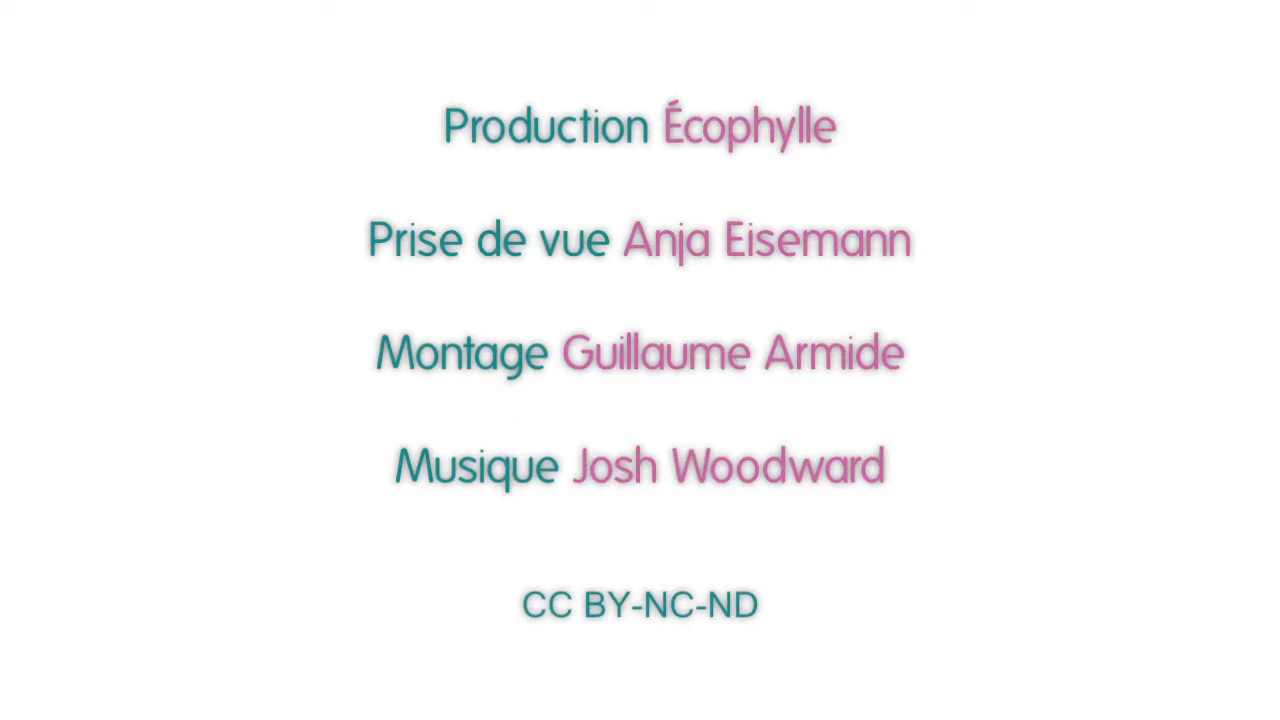 Production Écophylle
Prise de vue Anja Eisemann
Montage Guillaume Armide
Musique Josh Woodward
CC BY-NC-ND